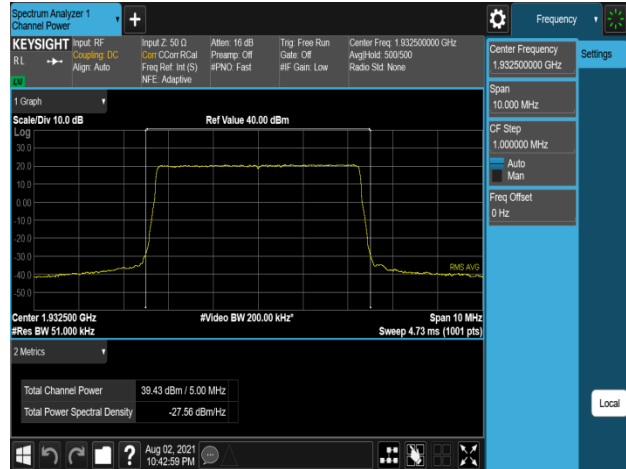 Spectrum Analyzer 1
Channel Power
Frequency
KEYSIGHT
R L
LM
Input: RF
Coupling: DC
Align: Auto
Input Z: 50 Ω
Corr CCorr RCal
Freq Ref: Int (S)
NFE: Adaptive
Atten: 16 dB
Preamp: Off
#PNO: Fast
Trig: Free Run
Gate: Off
#IF Gain: Low
Center Freq: 1.932500000 GHz
Avg|Hold: 500/500
Radio Std: None
Center Frequency
1.932500000 GHz
Settings
Span
10.000 MHz
CF Step
1.000000 MHz
Auto
Man
Freq Offset
0 Hz
1 Graph
Scale/Div 10.0 dB
Ref Value 40.00 dBm
Log
30.0
20.0
10.0
0.00
-10.0
-20.0
-30.0
-40.0
-50.0
RMS AVG
Center 1.932500 GHz
#Video BW 200.00 kHz*
Span 10 MHz
#Res BW 51.000 kHz
Sweep 4.73 ms (1001 pts)
2 Metrics
Total Channel Power
39.43 dBm / 5.00 MHz
Total Power Spectral Density
-27.56 dBm/Hz
Local
?
Aug 02, 2021
10:42:59 PM